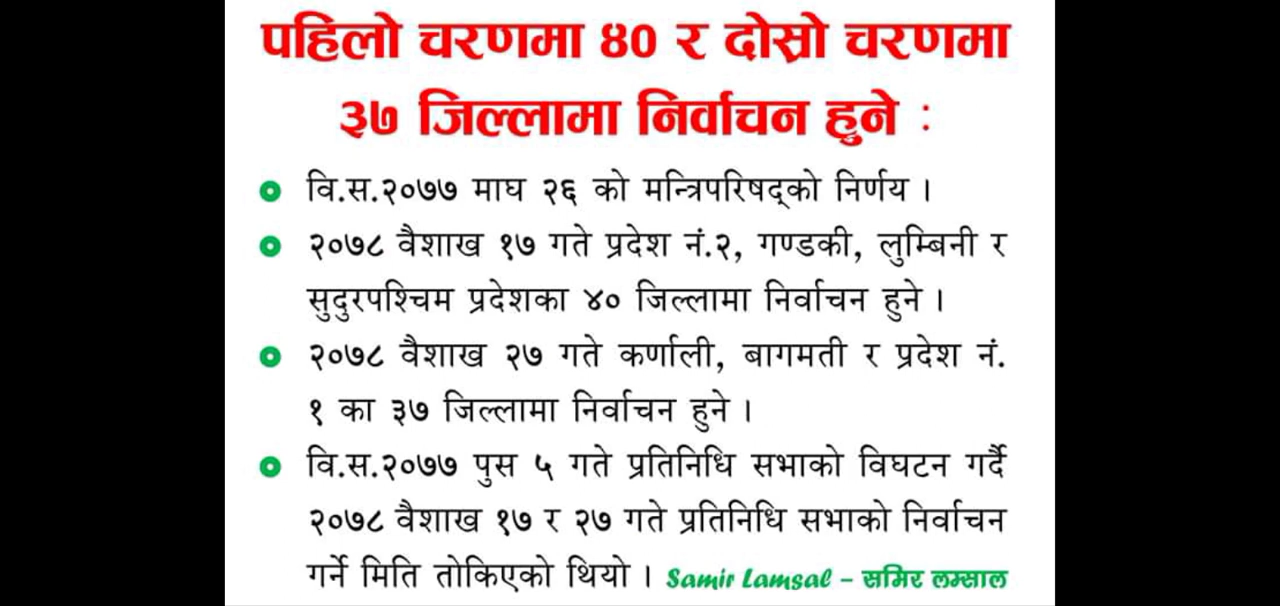 पहिलो चरणमा ४० र दोस्रो चरणमा
३७ जिल्लामा निर्वाचन हुने :
वि.स.२०७७ माघ २६ को मन्त्रिपरिषद्को निर्णय ।
२०७८ वैशाख १७ गते प्रदेश नं.२, गण्डकी, लुम्बिनी र
सुदुरपश्चिम प्रदेशका ४० जिल्लामा निर्वाचन हुने ।
२०७८ वैशाख २७ गते कर्णाली, बागमती र प्रदेश नं.
१ का ३७ जिल्लामा निर्वाचन हुने ।
वि.स.२०७७ पुस ५ गते प्रतिनिधि सभाको विघटन गर्दै
२०७८ वैशाख १७ र २७ गते प्रतिनिधि सभाको निर्वाचन
गर्ने मिति तोकिएको थियो । Samir Lamsal – समिर लम्साल